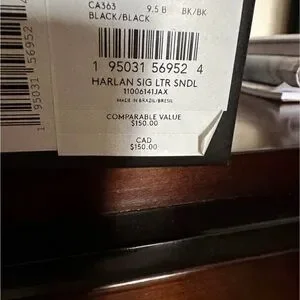 CA363 9.5 B BK/BK
BLACK/BLACK
1 95031 56952 4
HARLAN SIG LTR SNDL
11006141JAX
MADE IN BRAZIL/BRESIL
COMPARABLE VALUE
$150.00
CAD
$150.00
1 95031 56952